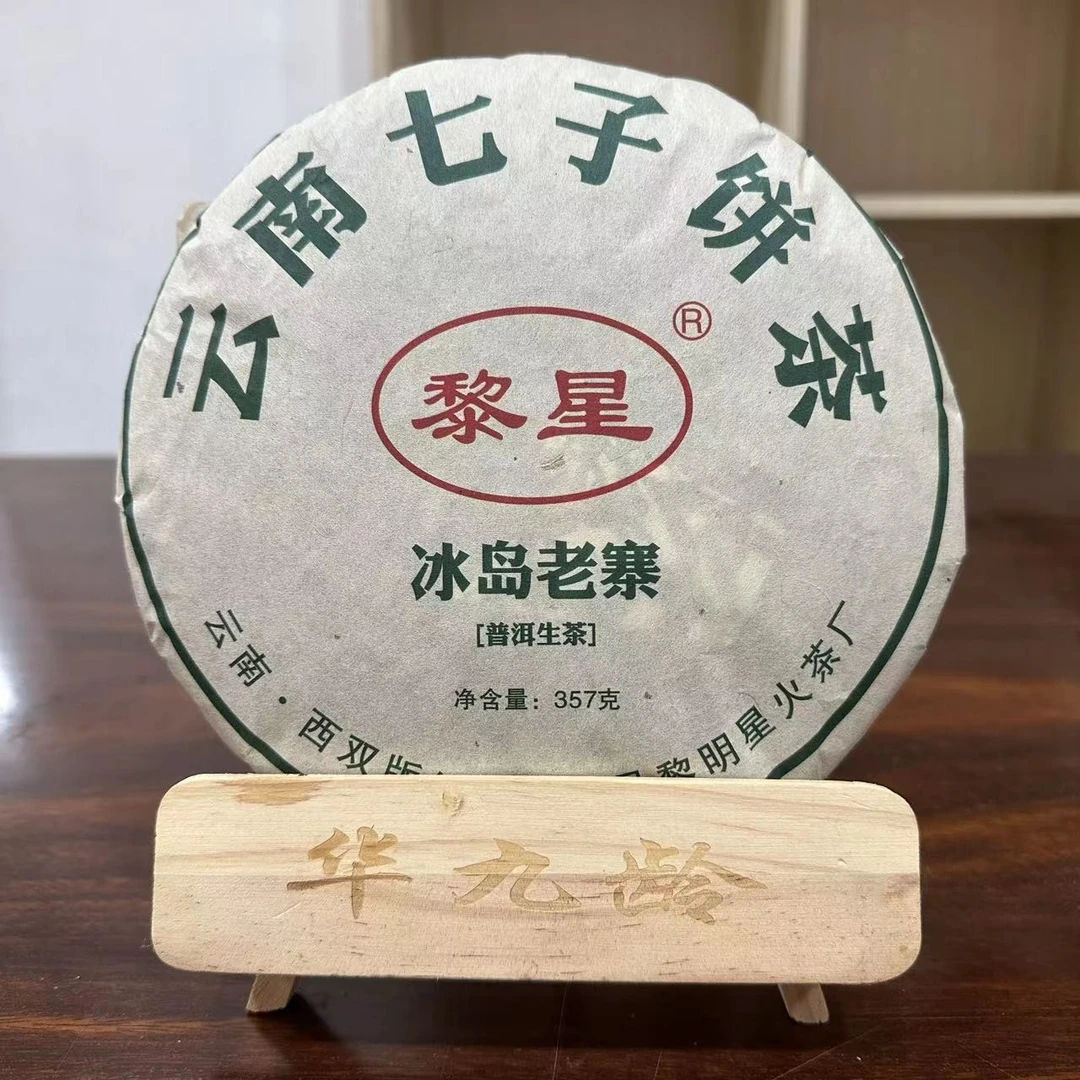 云南七子饼茶
黎星®
冰岛老寨
[普洱生茶]
净含量：357克
云南·西双版
黎明星火茶厂
华九龄